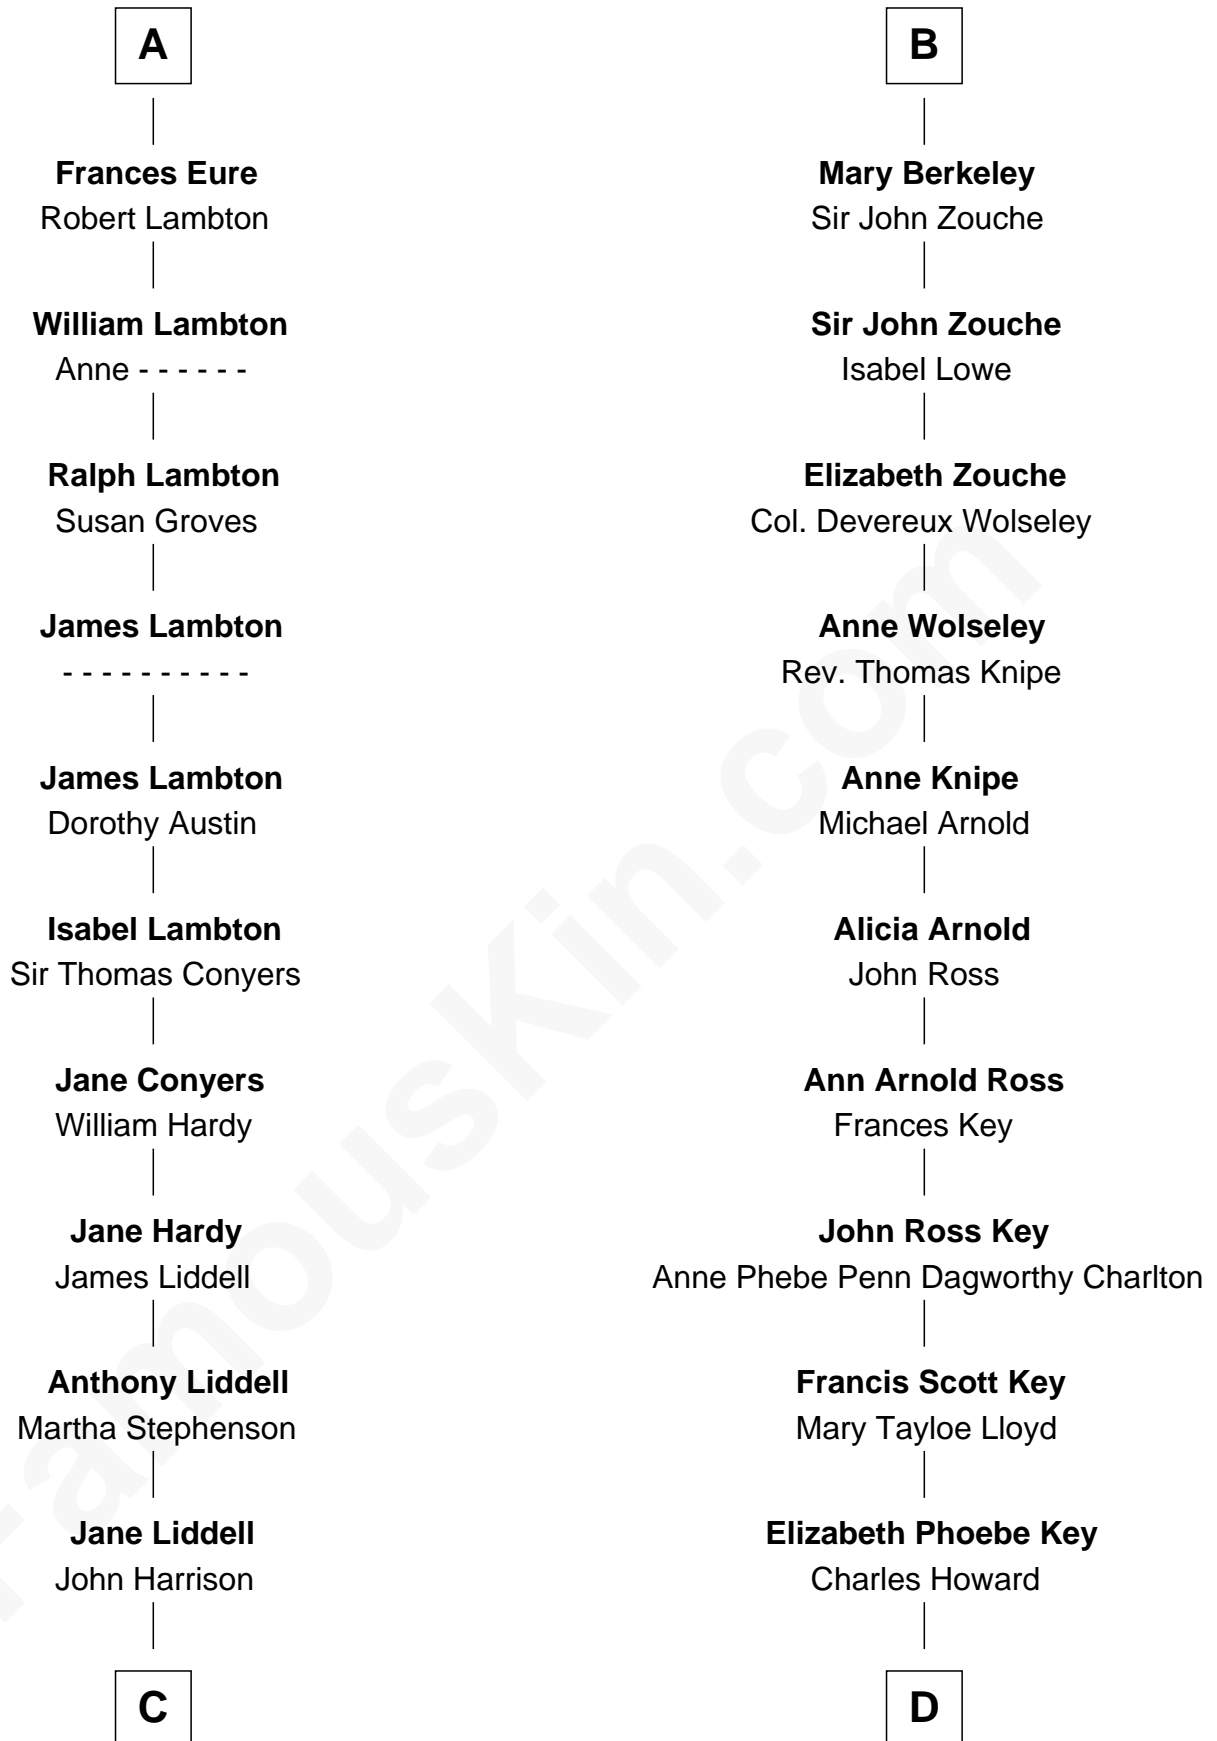 A
Frances Eure
Robert Lambton
William Lambton
Anne - - - - - -
Ralph Lambton
Susan Groves
James Lambton
- - - - - - - - - -
James Lambton
Dorothy Austin
Isabel Lambton
Sir Thomas Conyers
Jane Conyers
William Hardy
Jane Hardy
James Liddell
Anthony Liddell
Martha Stephenson
Jane Liddell
John Harrison
C
B
Mary Berkeley
Sir John Zouche
Sir John Zouche
Isabel Lowe
Elizabeth Zouche
Col. Devereux Wolseley
Anne Wolseley
Rev. Thomas Knipe
Anne Knipe
Michael Arnold
Alicia Arnold
John Ross
Ann Arnold Ross
Frances Key
John Ross Key
Anne Phebe Penn Dagworthy Charlton
Francis Scott Key
Mary Tayloe Lloyd
Elizabeth Phoebe Key
Charles Howard
D
FamousKin.com